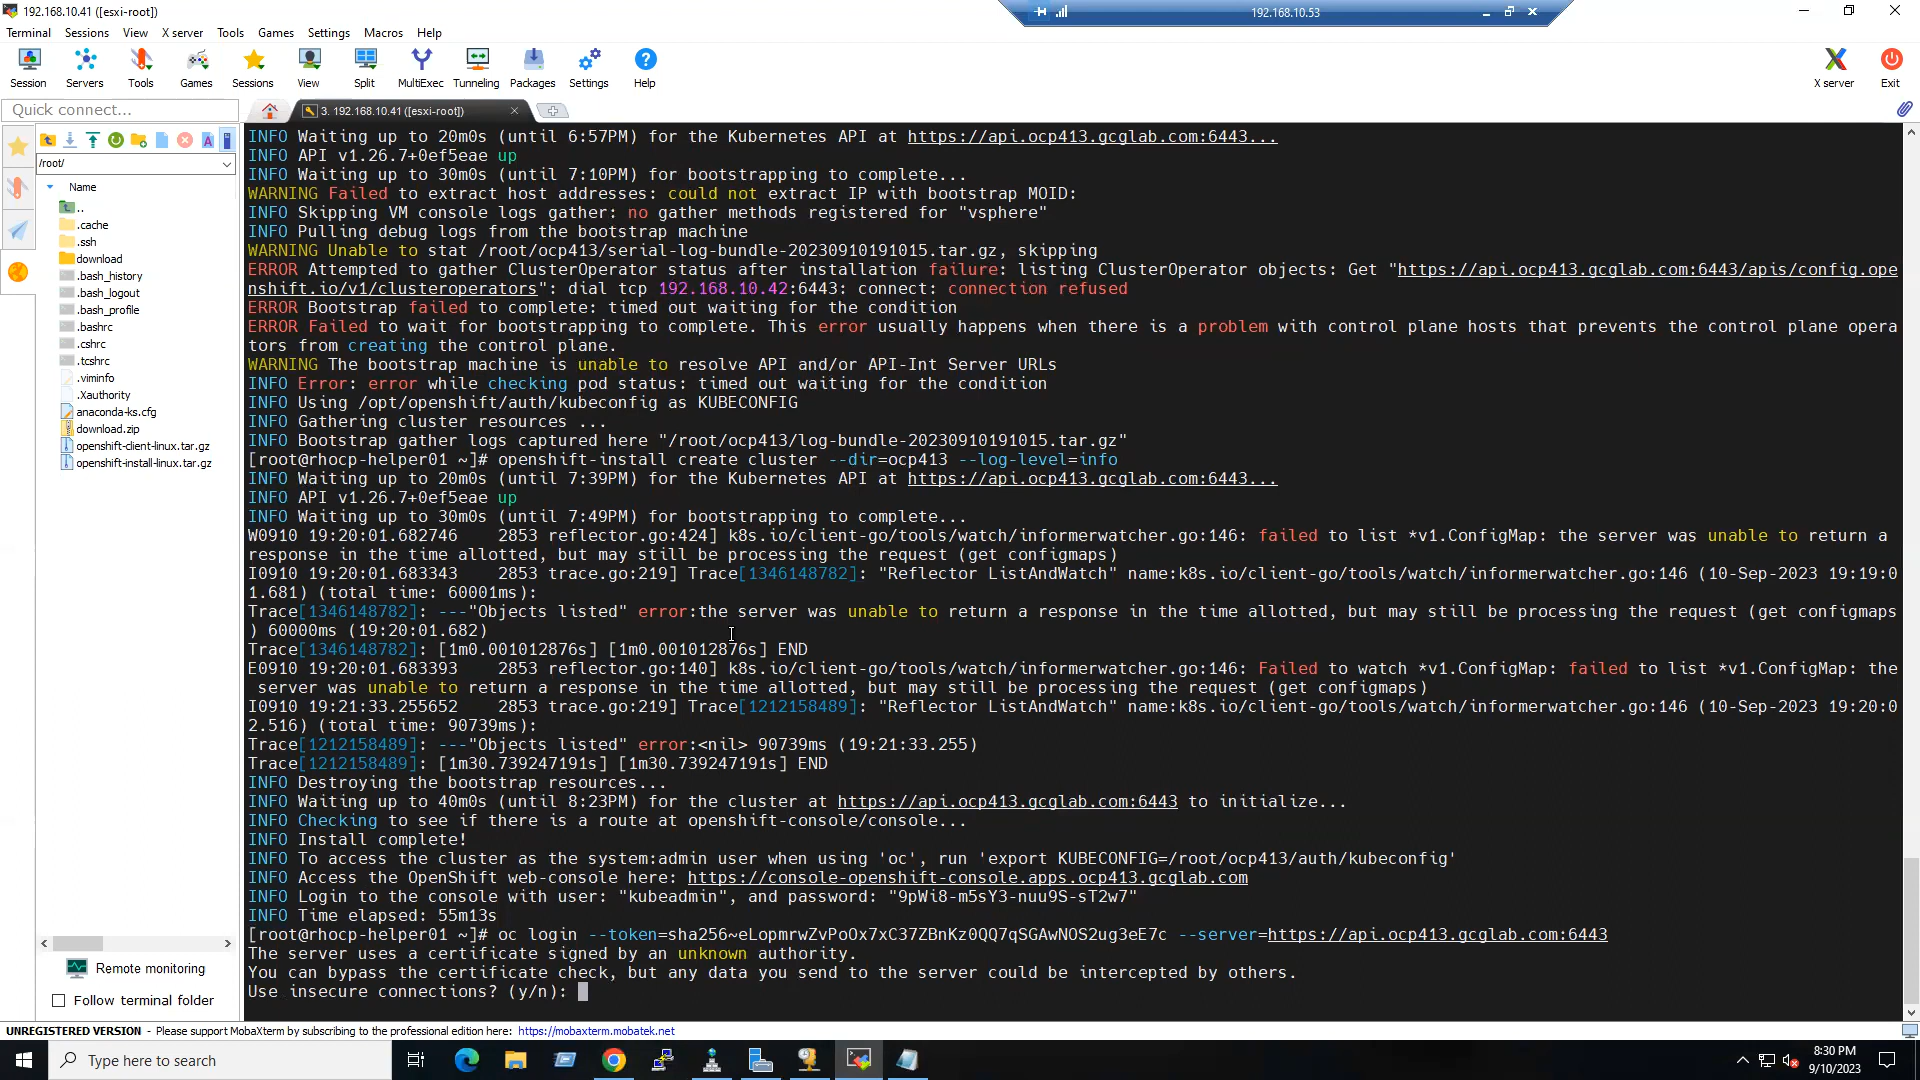 192.168.10.41 ([esxi-root])
192.168.10.53
Terminal Sessions View X server Tools Games Settings Macros Help
Session Servers Tools Games Sessions View Split MultiExec Tunneling Packages Settings Help X server Exit
Quick connect...
3. 192.168.10.41 ([esxi-root])
/root/
Name
..
.cache
.ssh
download
.bash_history
.bash_logout
.bash_profile
.bashrc
.cshrc
.tcshrc
.viminfo
.Xauthority
anaconda-ks.cfg
download.zip
openshift-client-linux.tar.gz
openshift-install-linux.tar.gz
Remote monitoring
Follow terminal folder
INFO Waiting up to 20m0s (until 6:57PM) for the Kubernetes API at https://api.ocp413.gcglab.com:6443...
INFO API v1.26.7+0ef5eae up
INFO Waiting up to 30m0s (until 7:10PM) for bootstrapping to complete...
WARNING Failed to extract host addresses: could not extract IP with bootstrap MOID:
INFO Skipping VM console logs gather: no gather methods registered for "vsphere"
INFO Pulling debug logs from the bootstrap machine
WARNING Unable to stat /root/ocp413/serial-log-bundle-20230910191015.tar.gz, skipping
ERROR Attempted to gather ClusterOperator status after installation failure: listing ClusterOperator objects: Get "https://api.ocp413.gcglab.com:6443/apis/config.ope
nshift.io/v1/clusteroperators": dial tcp 192.168.10.42:6443: connect: connection refused
ERROR Bootstrap failed to complete: timed out waiting for the condition
ERROR Failed to wait for bootstrapping to complete. This error usually happens when there is a problem with control plane hosts that prevents the control plane opera
tors from creating the control plane.
WARNING The bootstrap machine is unable to resolve API and/or API-Int Server URLs
INFO Error: error while checking pod status: timed out waiting for the condition
INFO Using /opt/openshift/auth/kubeconfig as KUBECONFIG
INFO Gathering cluster resources ...
INFO Bootstrap gather logs captured here "/root/ocp413/log-bundle-20230910191015.tar.gz"
[root@rhocp-helper01 ~]# openshift-install create cluster --dir=ocp413 --log-level=info
INFO Waiting up to 20m0s (until 7:39PM) for the Kubernetes API at https://api.ocp413.gcglab.com:6443...
INFO API v1.26.7+0ef5eae up
INFO Waiting up to 30m0s (until 7:49PM) for bootstrapping to complete...
W0910 19:20:01.682746    2853 reflector.go:424] k8s.io/client-go/tools/watch/informerwatcher.go:146: failed to list *v1.ConfigMap: the server was unable to return a
response in the time allotted, but may still be processing the request (get configmaps)
I0910 19:20:01.683343    2853 trace.go:219] Trace[1346148782]: "Reflector ListAndWatch" name:k8s.io/client-go/tools/watch/informerwatcher.go:146 (10-Sep-2023 19:19:0
1.681) (total time: 60001ms):
Trace[1346148782]: ---"Objects listed" error:the server was unable to return a response in the time allotted, but may still be processing the request (get configmaps
) 60000ms (19:20:01.682)
Trace[1346148782]: [1m0.001012876s] [1m0.001012876s] END
E0910 19:20:01.683393    2853 reflector.go:140] k8s.io/client-go/tools/watch/informerwatcher.go:146: Failed to watch *v1.ConfigMap: failed to list *v1.ConfigMap: the
 server was unable to return a response in the time allotted, but may still be processing the request (get configmaps)
I0910 19:21:33.255652    2853 trace.go:219] Trace[1212158489]: "Reflector ListAndWatch" name:k8s.io/client-go/tools/watch/informerwatcher.go:146 (10-Sep-2023 19:20:0
2.516) (total time: 90739ms):
Trace[1212158489]: ---"Objects listed" error:<nil> 90739ms (19:21:33.255)
Trace[1212158489]: [1m30.739247191s] [1m30.739247191s] END
INFO Destroying the bootstrap resources...
INFO Waiting up to 40m0s (until 8:23PM) for the cluster at https://api.ocp413.gcglab.com:6443 to initialize...
INFO Checking to see if there is a route at openshift-console/console...
INFO Install complete!
INFO To access the cluster as the system:admin user when using 'oc', run 'export KUBECONFIG=/root/ocp413/auth/kubeconfig'
INFO Access the OpenShift web-console here: https://console-openshift-console.apps.ocp413.gcglab.com
INFO Login to the console with user: "kubeadmin", and password: "9pWi8-m5sY3-nuu9S-sT2w7"
INFO Time elapsed: 55m13s
[root@rhocp-helper01 ~]# oc login --token=sha256~eLopmrwZvPoOx7xC37ZBnKz0QQ7qSGAwNOS2ug3eE7c --server=https://api.ocp413.gcglab.com:6443
The server uses a certificate signed by an unknown authority.
You can bypass the certificate check, but any data you send to the server could be intercepted by others.
Use insecure connections? (y/n):
UNREGISTERED VERSION - Please support MobaXterm by subscribing to the professional edition here: https://mobaxterm.mobatek.net
Type here to search
8:30 PM
9/10/2023